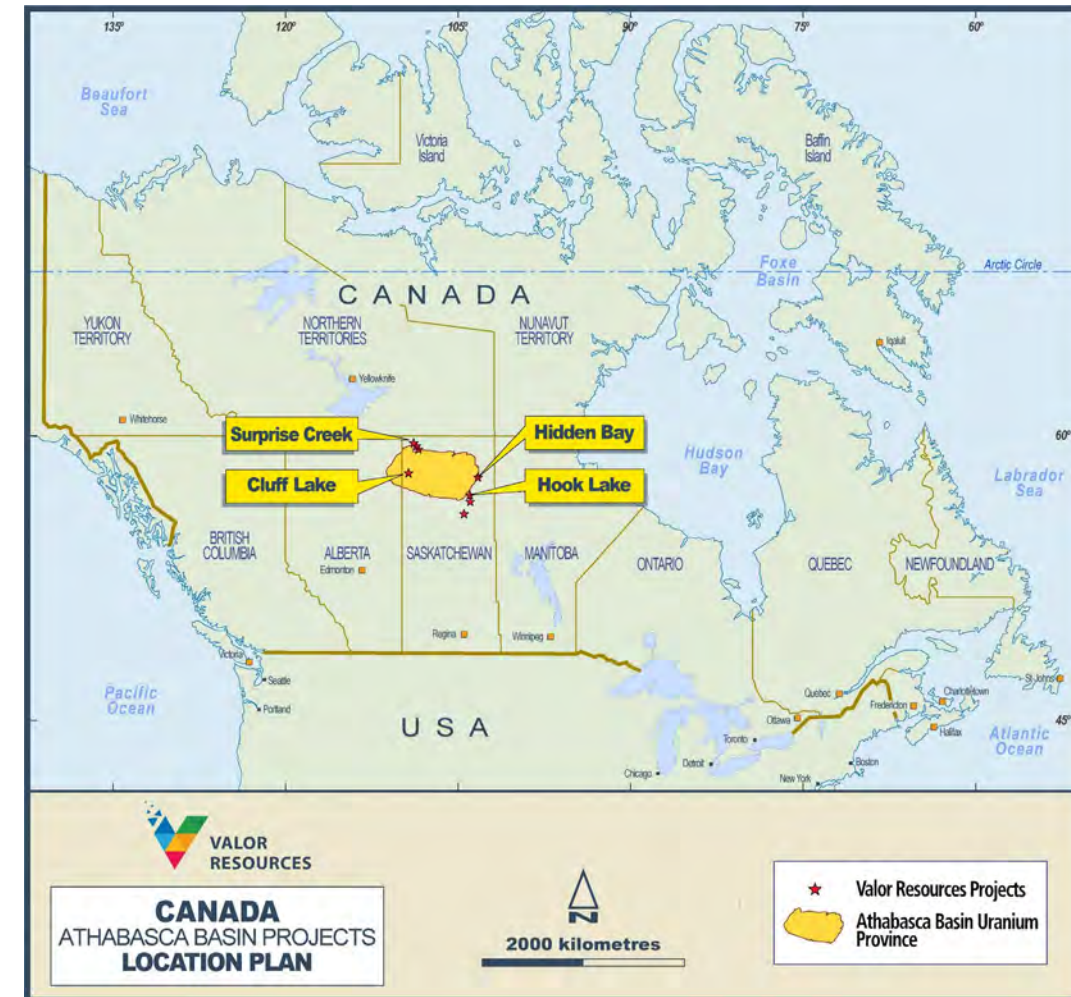 135°
120°
105°
90°
75°
60°
Beaufort
Sea
Victoria
Island
Baffin
Island
Foxe
Basin
Arctic Circle
CANADA
YUKON
TERRITORY
NORTHERN
TERRITORIES
NUNAVUT
TERRITORY
Iqaluit
Yellowknife
Whitehorse
Surprise Creek
Hidden Bay
60°
Hudson
Bay
Cluff Lake
Hook Lake
Labrador
Sea
BRITISH
COLUMBIA
ALBERTA
Edmonton
SASKATCHEWAN
MANITOBA
ONTARIO
QUEBEC
NEWFOUNDLAND
Regina
Winnipeg
Victoria
Seattle
Portland
Pacific
Ocean
USA
Quebec
Charlottetown
St Johns
Fredericton
Ottawa
Halifax
45°
Toronto
Atlantic
Ocean
Detroit
Boston
Chicago
New York
VALOR
RESOURCES
CANADA
ATHABASCA BASIN PROJECTS
LOCATION PLAN
N
2000 kilometres
Valor Resources Projects
Athabasca Basin Uranium
Province